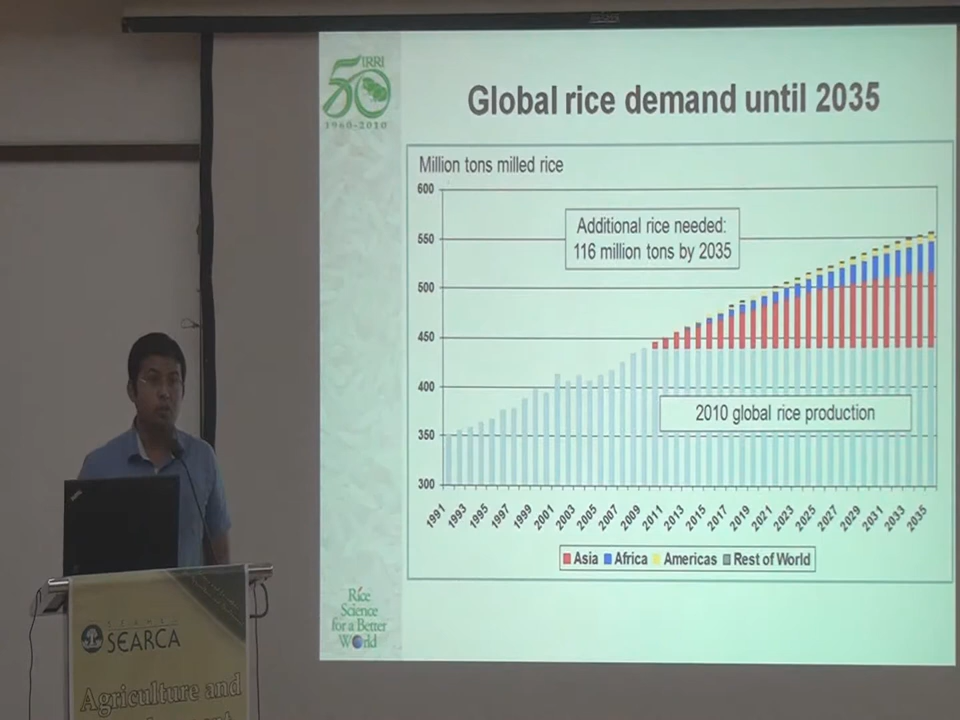 50 IRRI
1960-2010
Global rice demand until 2035
Million tons milled rice
600
550
500
450
400
350
300
Additional rice needed:
116 million tons by 2035
2010 global rice production
1991
1993
1995
1997
1999
2001
2003
2005
2007
2009
2011
2013
2015
2017
2019
2021
2023
2025
2027
2029
2031
2033
2035
Asia Africa Americas Rest of World
Rice
Science
for a Better
World
SEARCA
Agriculture and